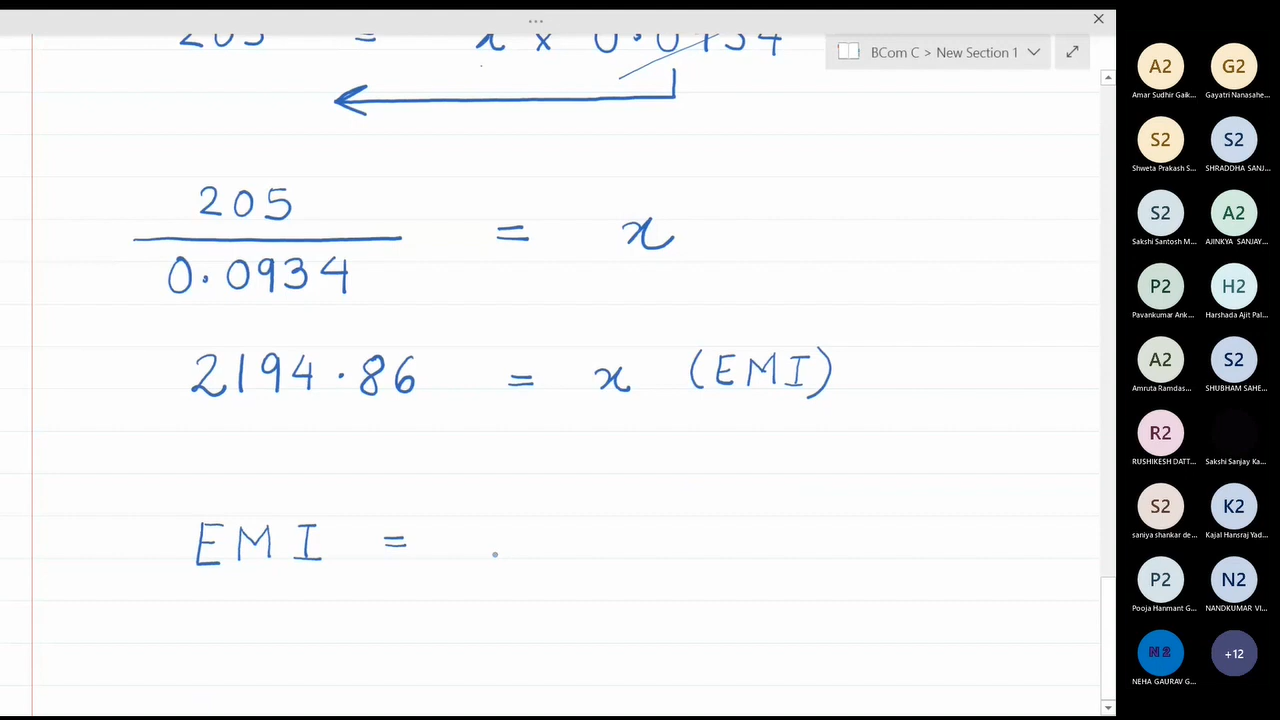 205 = x × 0.0934
BCom C > New Section 1
205
0.0934
= x
2194.86 = x (EMI)
EMI =
A2
Amar Sudhir Gaik...
G2
Gayatri Nanasahe...
S2
Shweta Prakash S...
S2
SHRADDHA SANJ...
S2
Sakshi Santosh M...
A2
AJINKYA SANJAY...
P2
Pavankumar Ank...
H2
Harshada Ajit Pal...
A2
Amruta Ramdas...
S2
SHUBHAM SAHE...
R2
RUSHIKESH DATT...
Sakshi Sanjay Ka...
S2
saniya shankar de...
K2
Kajal Hansraj Yad...
P2
Pooja Hanmant G...
N2
NANDKUMAR VI...
N2
NEHA GAURAV G...
+12